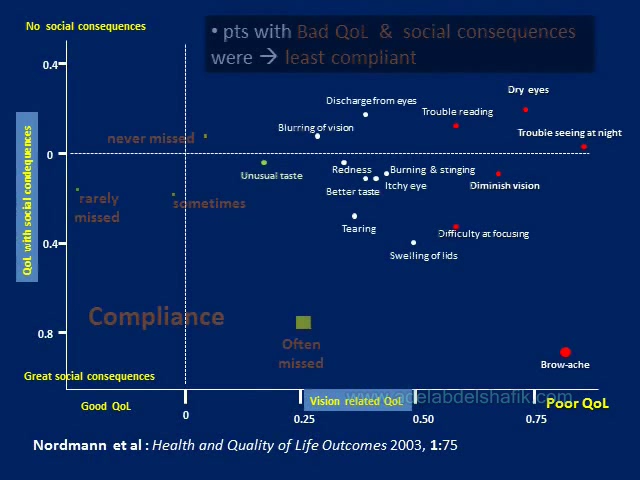 No social consequences
• pts with Bad QoL & social consequences
were → least compliant
0.4
Dry eyes
Discharge from eyes
Trouble reading
Blurring of vision
Trouble seeing at night
never missed
0
Redness
Burning & stinging
Unusual taste
Itchy eye
Diminish vision
Better taste
rarely
missed
sometimes
QoL with social condequences
Tearing
Difficulty at focusing
0.4
Swelling of lids
Compliance
0.8
Often
missed
Brow-ache
Great social consequences
Good QoL
Vision related QoL
Poor QoL
0
0.25
0.50
0.75
Nordmann et al : Health and Quality of Life Outcomes 2003, 1:75